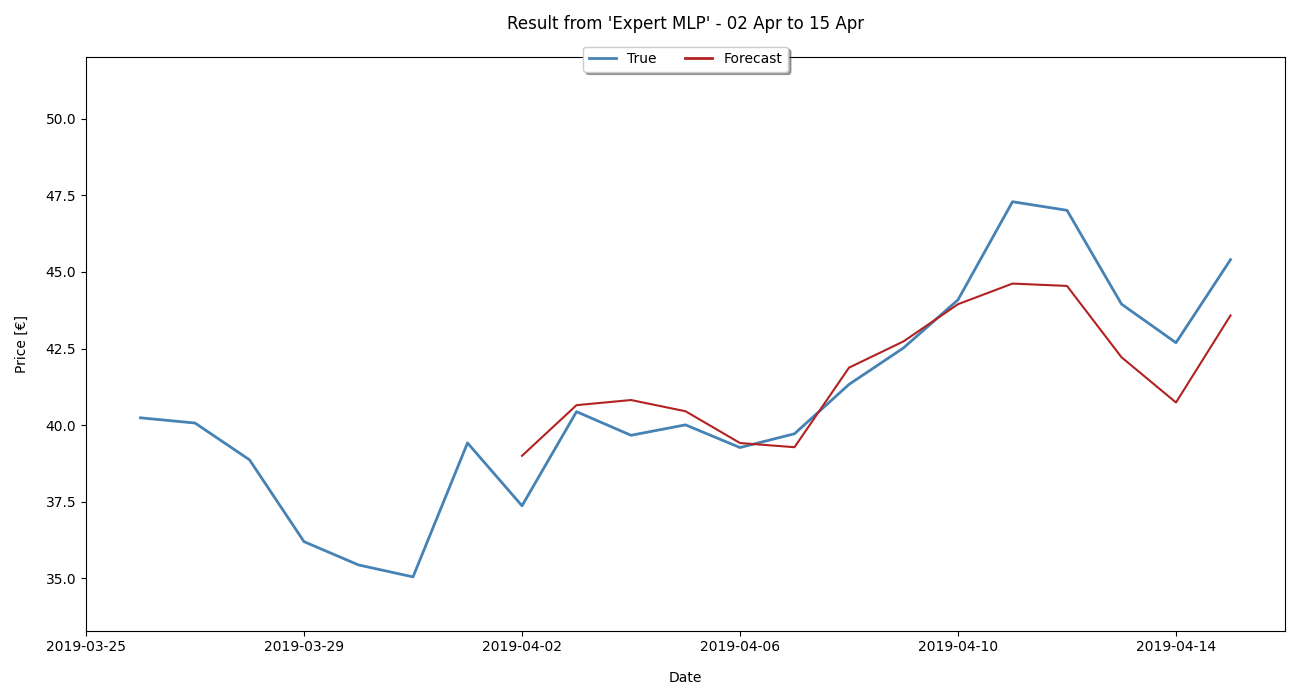 Result from 'Expert MLP' - 02 Apr to 15 Apr
True Forecast
50.0
47.5
45.0
42.5
40.0
37.5
35.0
Price [€]
2019-03-25 2019-03-29 2019-04-02 2019-04-06 2019-04-10 2019-04-14
Date